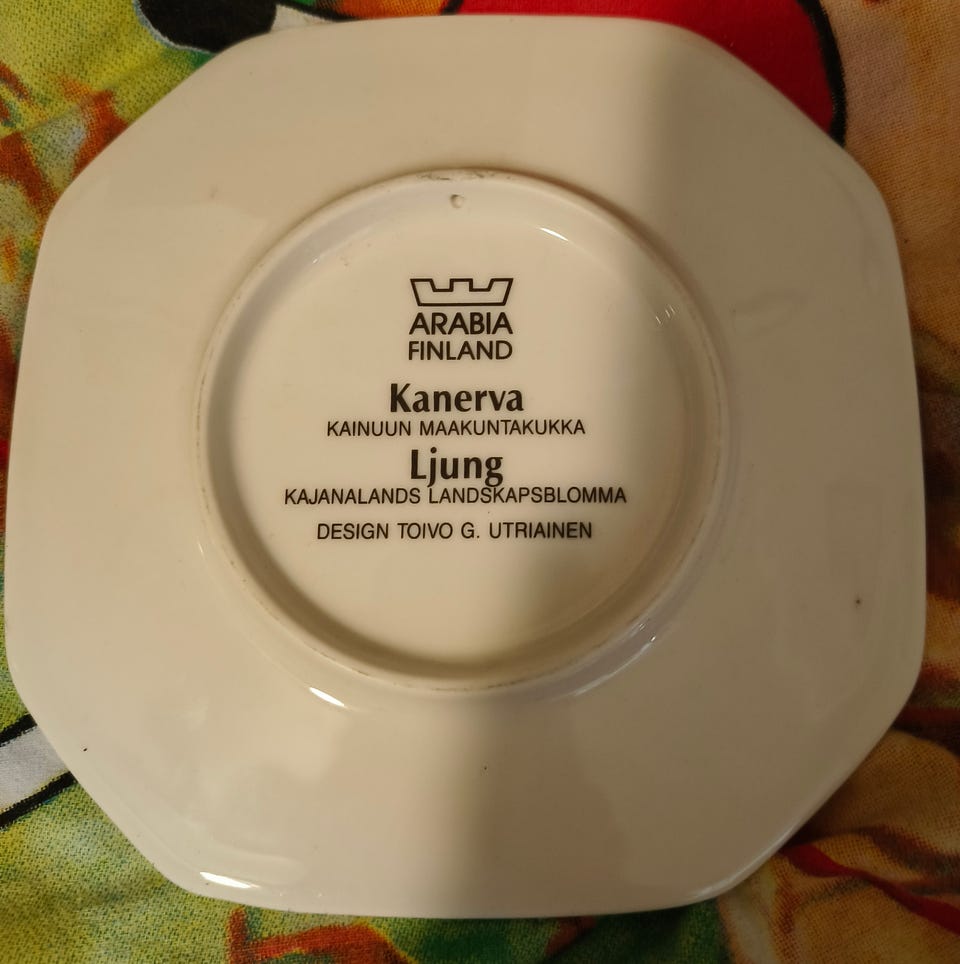 ARABIA
FINLAND
Kanerva
KAINUUN MAAKUNTAKUKKA
Ljung
KAJANALANDS LANDSKAPSBLOMMA
DESIGN TOIVO G. UTRIAINEN